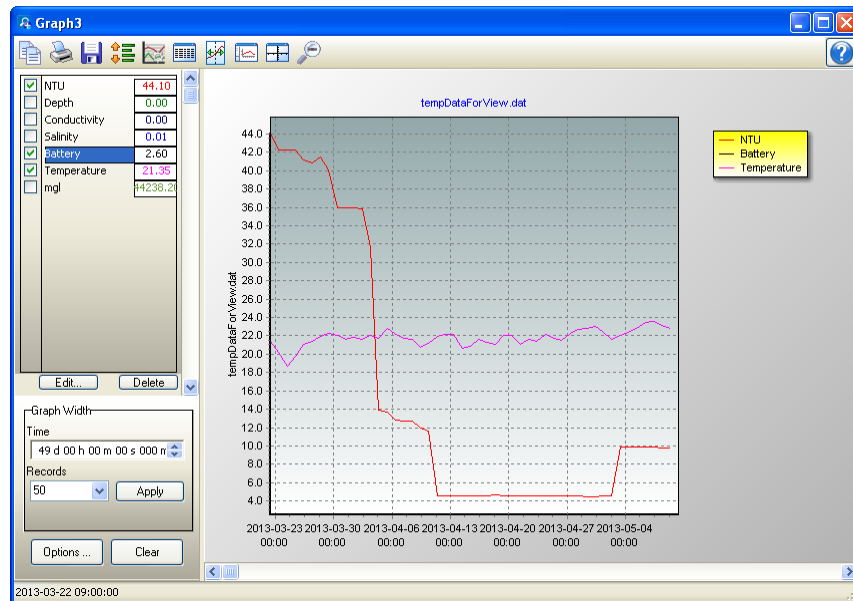 Graph3
NTU 44.10
Depth 0.00
Conductivity 0.00
Salinity 0.01
Battery 2.60
Temperature 21.35
mgl 44238.20
Edit... Delete
Graph Width
Time
49 d 00 h 00 m 00 s 000 m
Records
50 Apply
Options ... Clear
tempDataForView.dat
tempDataForView.dat
44.0
42.0
40.0
38.0
36.0
34.0
32.0
30.0
28.0
26.0
24.0
22.0
20.0
18.0
16.0
14.0
12.0
10.0
8.0
6.0
4.0
2013-03-23 2013-03-30 2013-04-06 2013-04-13 2013-04-20 2013-04-27 2013-05-04
00:00 00:00 00:00 00:00 00:00 00:00 00:00
NTU
Battery
Temperature
2013-03-22 09:00:00